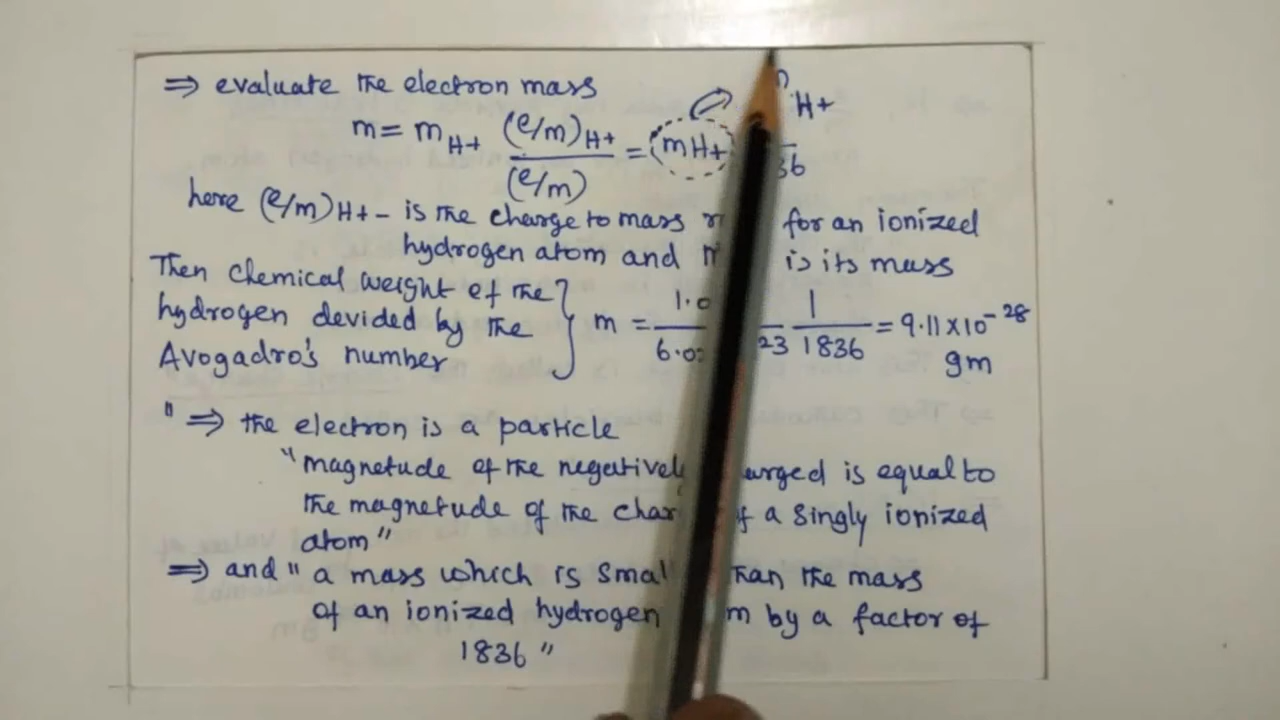 ⇒ evaluate the electron mass
m = mH+ (e/m)H+ / (e/m) = mH+ H+ 36
here (e/m)H+ - is the charge to mass for an ionized
hydrogen atom and is its mass
Then chemical weight of the
hydrogen devided by the
Avogadro's number
} m = 1.0 / 6.0 23 1/1836 = 9.11 × 10⁻²⁸
gm
" ⇒ the electron is a particle
"magnetude of the negatively is equal to
the magnetude of the of a singly ionized
atom"
⇒ and " a mass which is than the mass
of an ionized hydrogen by a factor of
1836 "